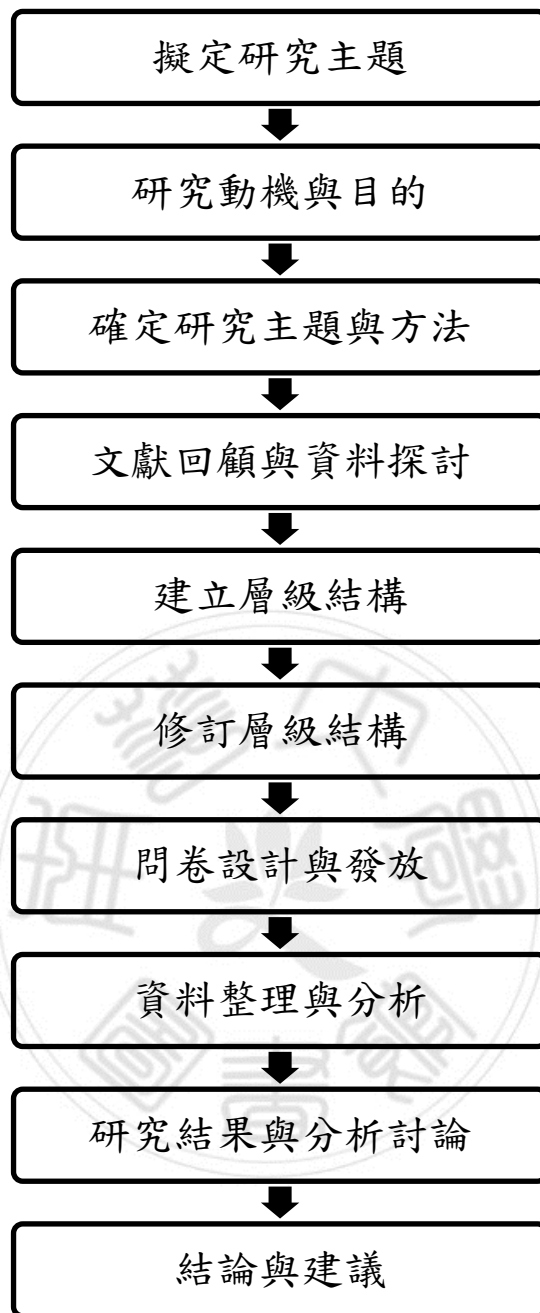 擬定研究主題
研究動機與目的
確定研究主題與方法
文獻回顧與資料探討
建立層級結構
修訂層級結構
問卷設計與發放
資料整理與分析
研究結果與分析討論
結論與建議